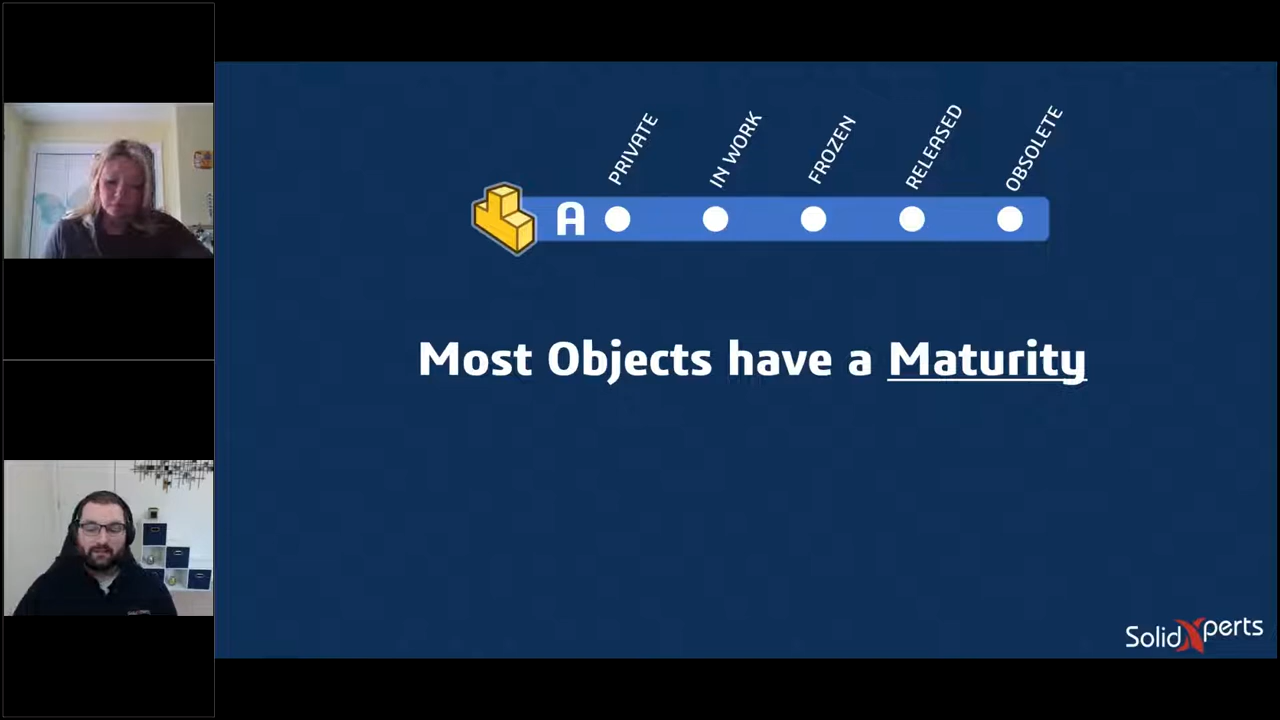 PRIVATE
IN WORK
FROZEN
RELEASED
OBSOLETE
A
Most Objects have a Maturity
SolidXperts